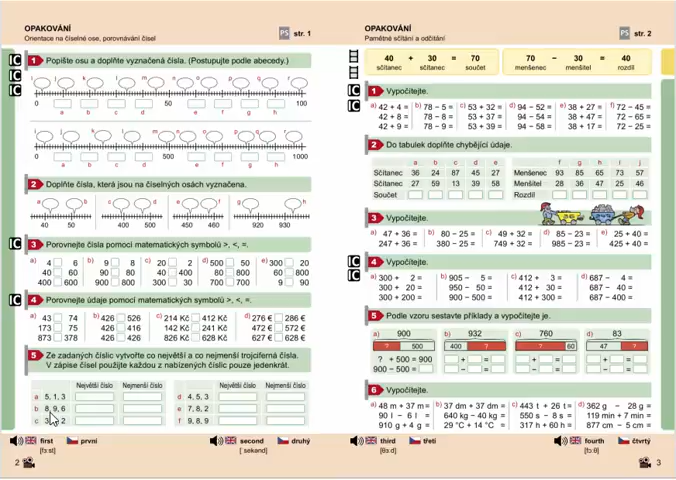 OPAKOVÁNÍ
Orientace na číselné ose, porovnávání čísel
PS str. 1
1 Popište osu a doplňte vyznačená čísla. (Postupujte podle abecedy.)
i j k l m n o p q r
0 50 100
a b c d e f g h
i j k l m n o p q r
0 500 1000
a b c d e f g h
2 Doplňte čísla, která jsou na číselných osách vyznačena.
a b c d e f g h
40 50 400 500 450 460 920 930
3 Porovnejte čísla pomocí matematických symbolů >, <, =.
a) 4 6 b) 9 8 c) 20 2 d) 500 50 e) 300 20
40 60 90 80 40 400 80 800 60 90
400 600 900 800 30 30 700 300 400 900
4 Porovnejte údaje pomocí matematických symbolů >, <, =.
a) 43 74 b) 426 526 c) 214 Kč 412 Kč d) 276 € 286 €
173 75 426 416 142 Kč 241 Kč 472 € 572 €
873 378 426 426 826 Kč 628 Kč 627 € 628 €
5 Ze zadaných číslic vytvořte co největší a co nejmenší trojciferná čísla.
V zápise čísel použijte každou z nabízených číslic pouze jedenkrát.
Největší číslo Nejmenší číslo Největší číslo Nejmenší číslo
a 5, 1, 3 d 4, 5, 3
b 8, 9, 6 e 7, 8, 2
c 2 f 9, 8, 9
first první second druhý
[fɜːst] [ˈsekənd]
2
OPAKOVÁNÍ
Pamětné sčítání a odčítání
PS str. 2
40 + 30 = 70 70 − 30 = 40
sčítanec sčítanec součet menšenec menšitel rozdíl
1 Vypočítejte.
a) 42 + 4 = b) 78 − 5 = c) 53 + 32 = d) 94 − 52 = e) 38 + 27 = f) 72 − 45 =
42 + 8 = 78 − 8 = 53 + 37 = 94 − 54 = 38 + 47 = 72 − 65 =
42 + 9 = 78 − 9 = 53 + 39 = 94 − 58 = 38 + 17 = 72 − 25 =
2 Do tabulek doplňte chybějící údaje.
a b c d e f g h i j
Sčítanec 36 24 87 45 27 Menšenec 93 85 65 73 57
Sčítanec 27 59 13 39 58 Menšitel 28 36 47 25 46
Součet Rozdíl
3 Vypočítejte.
a) 47 + 36 = b) 80 − 25 = c) 49 + 32 = d) 85 − 23 = e) 25 + 40 =
247 + 36 = 380 − 25 = 749 + 32 = 985 − 23 = 425 + 40 =
4 Vypočítejte.
a) 300 + 2 = b) 905 − 5 = c) 412 + 3 = d) 687 − 4 =
300 + 20 = 950 − 50 = 412 + 30 = 687 − 40 =
300 + 200 = 900 − 500 = 412 + 300 = 687 − 400 =
5 Podle vzoru sestavte příklady a vypočítejte je.
a) 900 b) 932 c) 760 d) 83
? 500 400 ? ? 60 47 ?
? + 500 = 900 + = + = + =
900 − 500 = − = − = − =
6 Vypočítejte.
a) 48 m + 37 m = b) 37 dm + 37 dm = c) 443 t + 26 t = d) 362 g − 28 g =
90 l − 6 l = 640 kg − 40 kg = 550 s − 8 s = 119 min + 7 min =
910 g + 4 g = 29 °C + 14 °C = 317 h + 60 h = 877 cm − 5 cm =
third třetí fourth čtvrtý
[θɜːd] [fɔːθ]
3